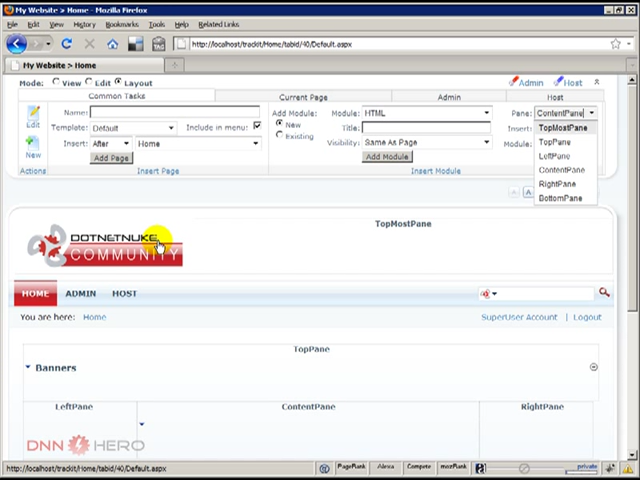 My Website > Home - Mozilla Firefox
File Edit View History Bookmarks Tools Help Related Links
http://localhost/trackit/Home/tabid/40/Default.aspx
My Website > Home
Mode: View Edit Layout Admin Host
Common Tasks Current Page Admin Host
Name: Add Module: Module: HTML Pane: ContentPane
Edit New TopMostPane
Template: Default Include in menu: Title: Insert: TopPane
Existing
Insert: After Home Visibility: Same As Page Module: LeftPane
New Add Page Add Module ContentPane
Actions Insert Page Insert Module RightPane
BottomPane
A
TopMostPane
DOTNETNUKE
COMMUNITY
HOME ADMIN HOST
You are here: Home SuperUser Account | Logout
TopPane
Banners
LeftPane ContentPane RightPane
DNN HERO
http://localhost/trackit/Home/tabid/40/Default.aspx PageRank Alexa Compete mozRank private